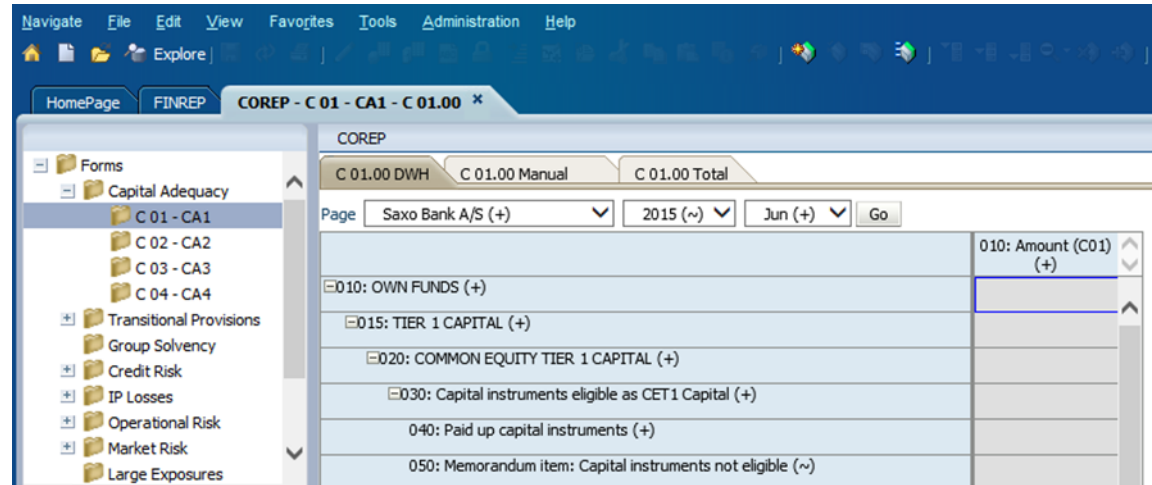 Navigate File Edit View Favorites Tools Administration Help
Explore
HomePage FINREP COREP - C 01 - CA1 - C 01.00 ×
COREP
Forms
Capital Adequacy
C 01 - CA1
C 02 - CA2
C 03 - CA3
C 04 - CA4
Transitional Provisions
Group Solvency
Credit Risk
IP Losses
Operational Risk
Market Risk
Large Exposures
C 01.00 DWH C 01.00 Manual C 01.00 Total
Page Saxo Bank A/S (+) 2015 (~) Jun (+) Go
010: Amount (C01)
(+)
010: OWN FUNDS (+)
015: TIER 1 CAPITAL (+)
020: COMMON EQUITY TIER 1 CAPITAL (+)
030: Capital instruments eligible as CET1 Capital (+)
040: Paid up capital instruments (+)
050: Memorandum item: Capital instruments not eligible (~)